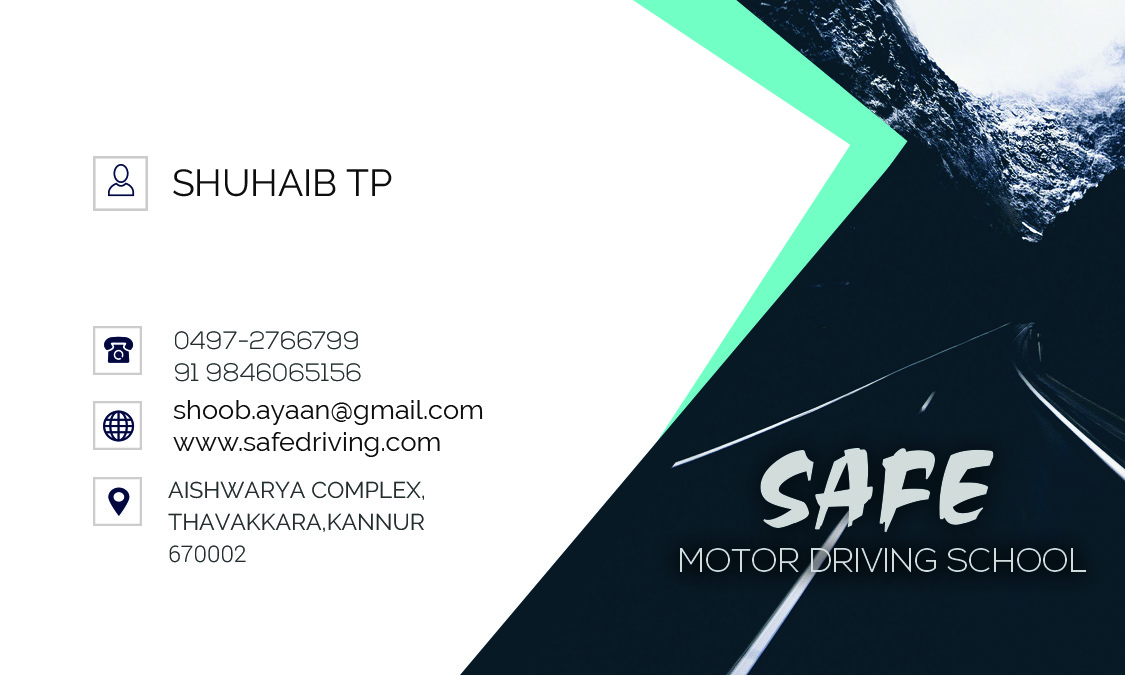 SHUHAIB TP
0497-2766799
91 9846065156
shoob.ayaan@gmail.com
www.safedriving.com
AISHWARYA COMPLEX,
THAVAKKARA,KANNUR
670002
SAFE
MOTOR DRIVING SCHOOL